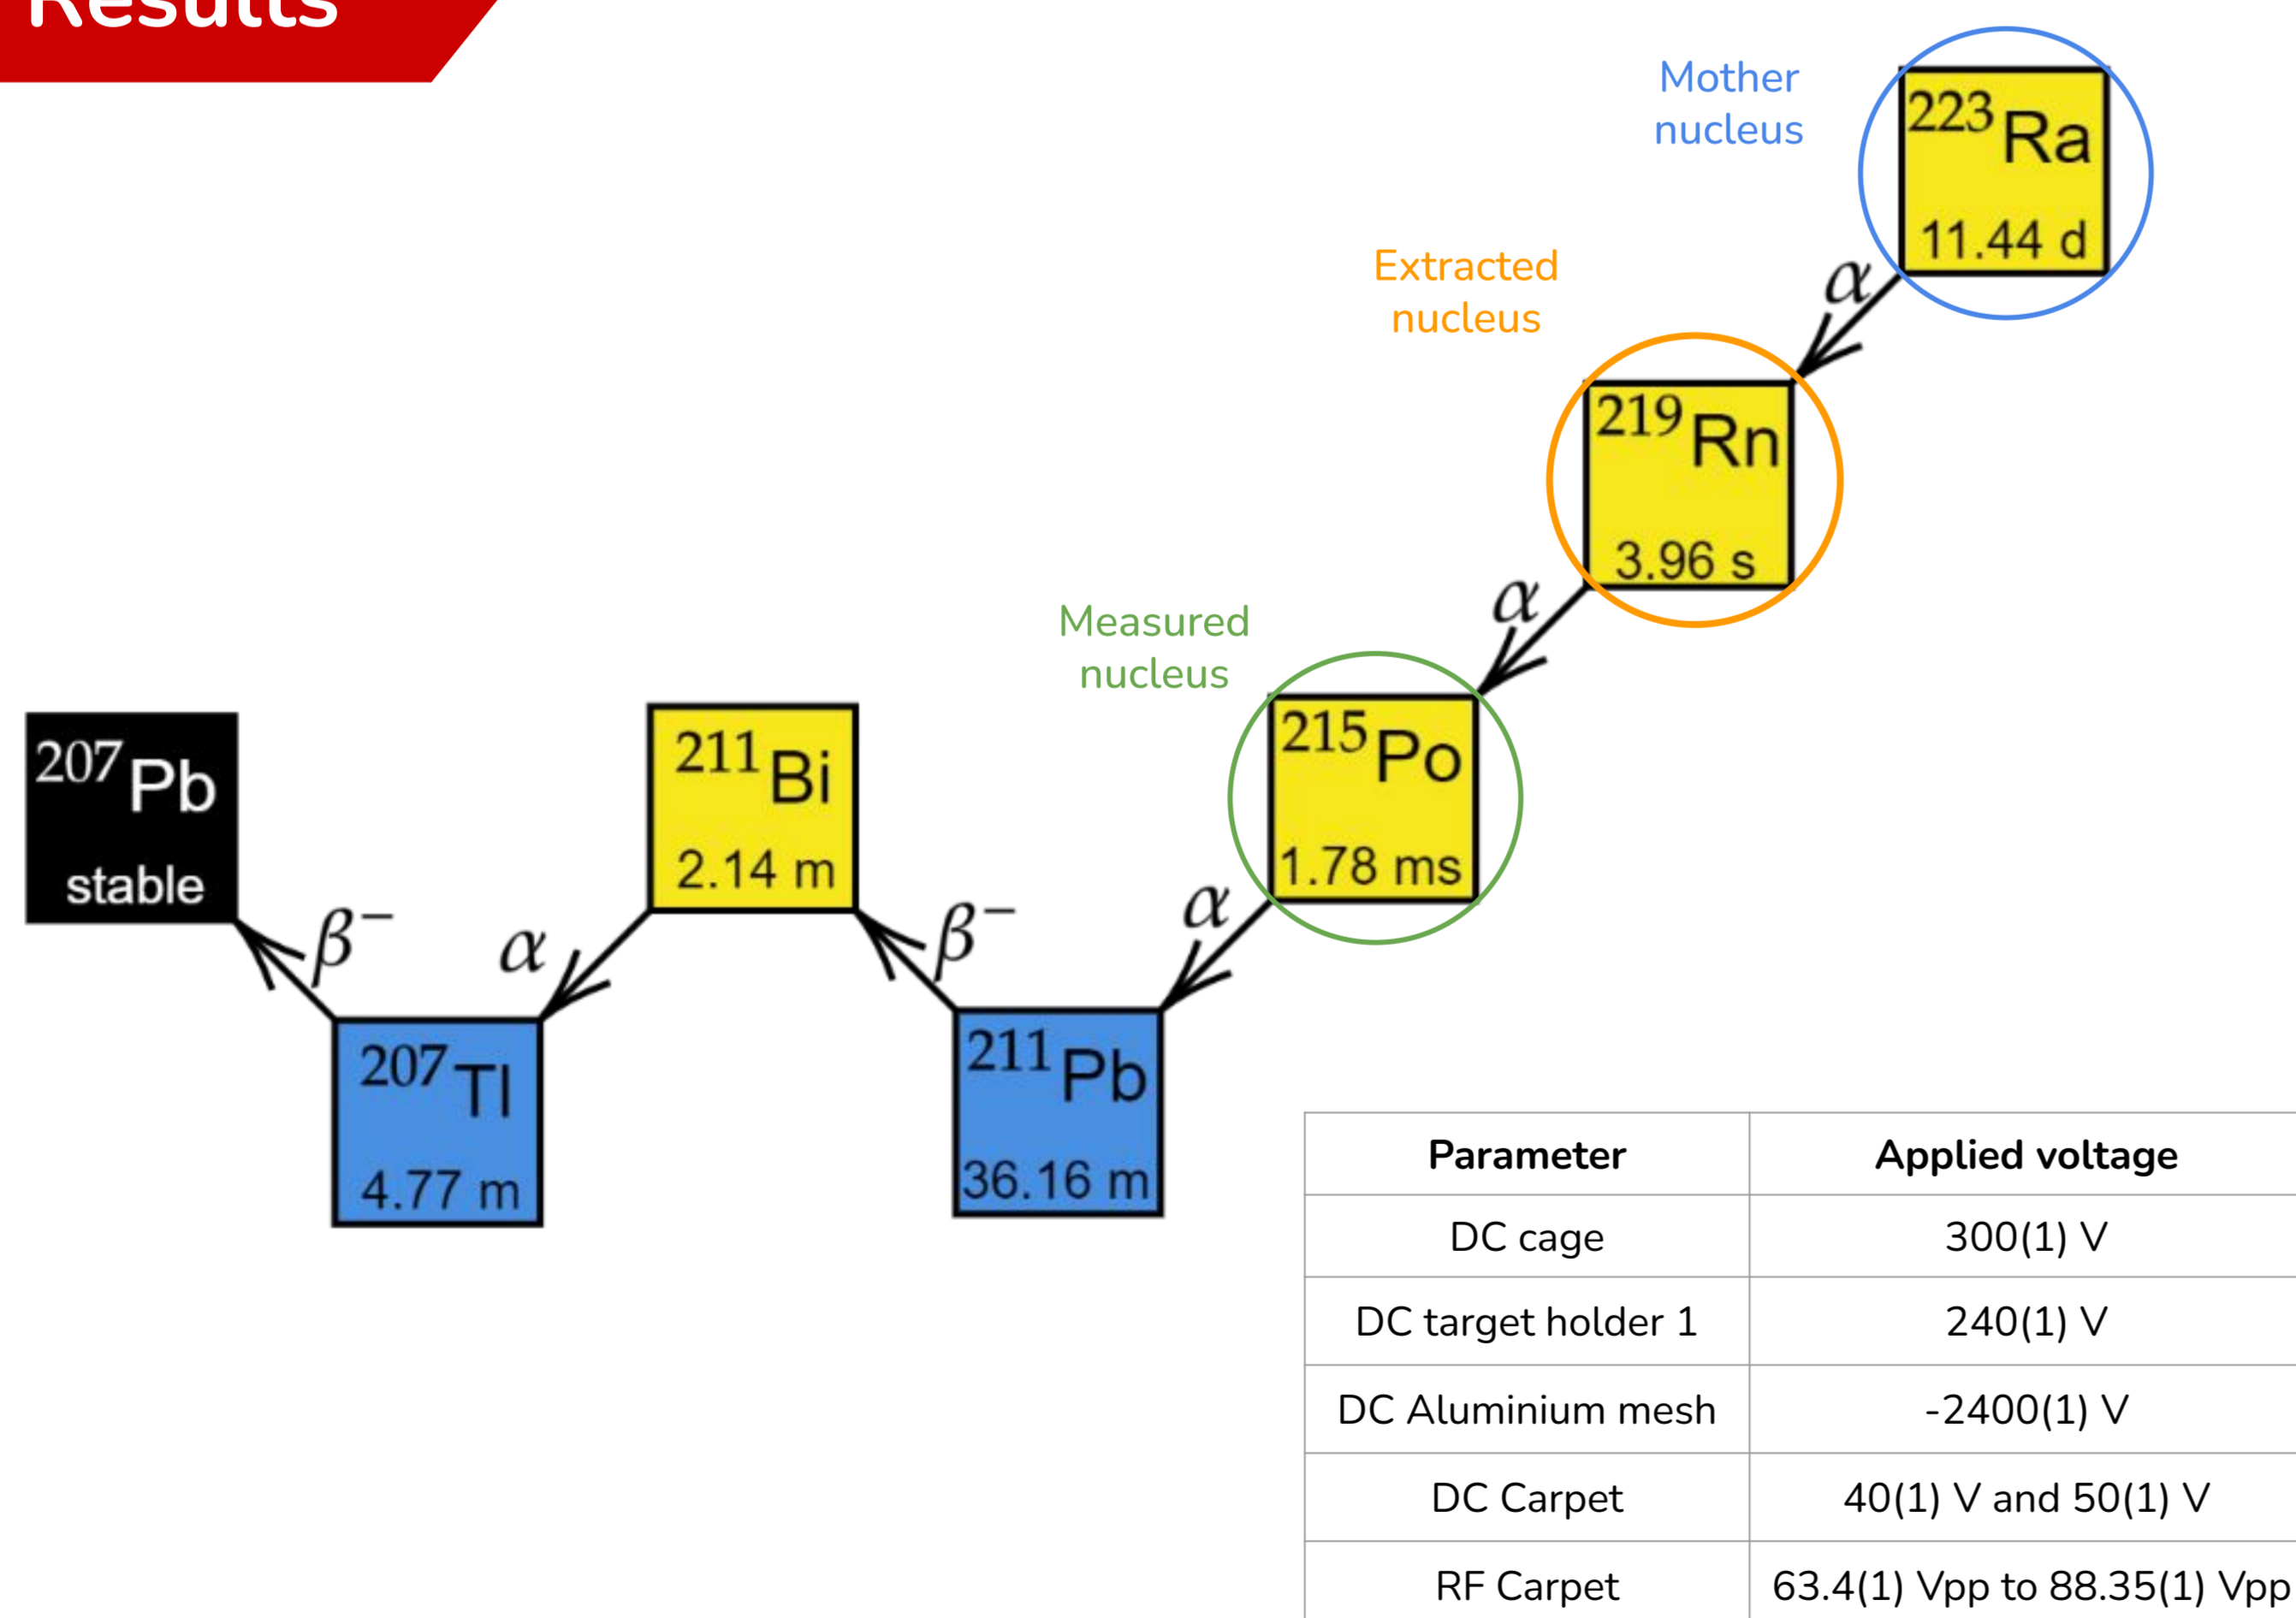 Results
Mother
nucleus
²²³Ra
11.44 d
α
Extracted
nucleus
²¹⁹Rn
3.96 s
α
Measured
nucleus
²¹⁵Po
1.78 ms
α
²¹¹Pb
36.16 m
β⁻
²¹¹Bi
2.14 m
α
²⁰⁷Tl
4.77 m
β⁻
²⁰⁷Pb
stable
Parameter Applied voltage
DC cage 300(1) V
DC target holder 1 240(1) V
DC Aluminium mesh -2400(1) V
DC Carpet 40(1) V and 50(1) V
RF Carpet 63.4(1) Vpp to 88.35(1) Vpp